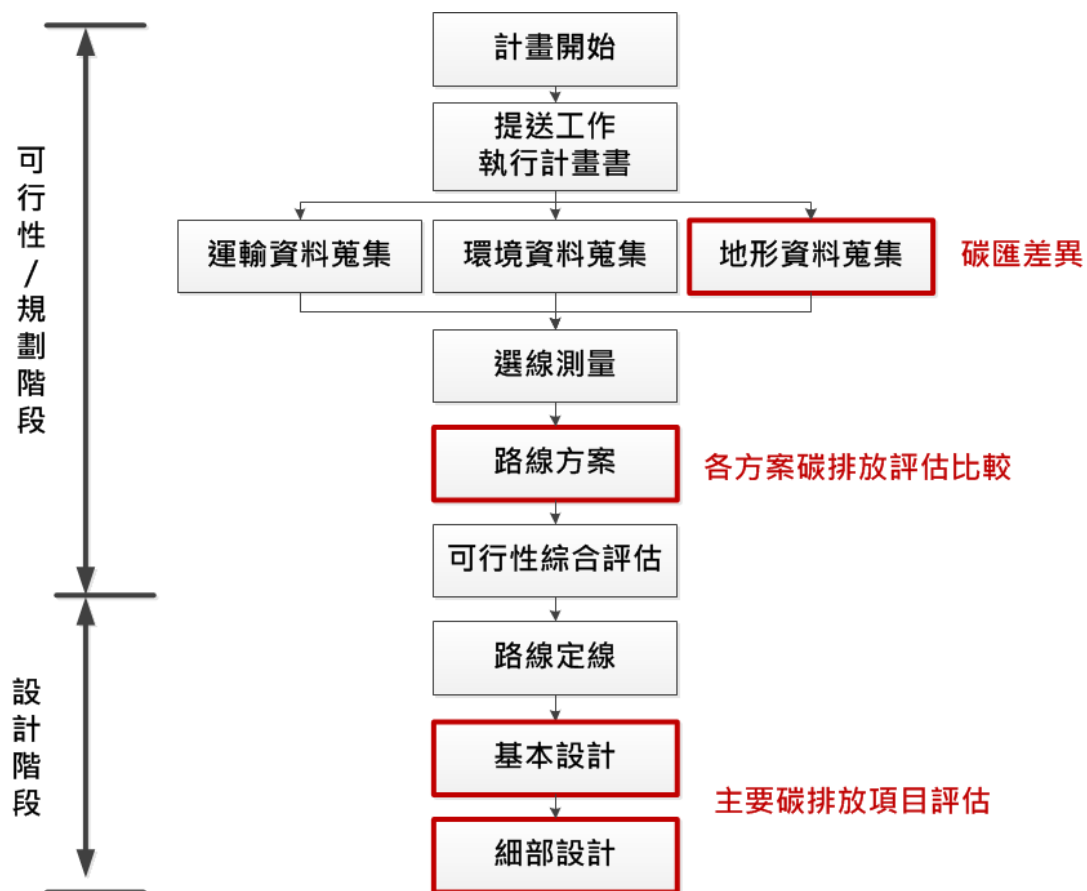 計畫開始
提送工作
執行計畫書
運輸資料蒐集
環境資料蒐集
地形資料蒐集
碳匯差異
選線測量
路線方案
各方案碳排放評估比較
可行性綜合評估
可行性/規劃階段
路線定線
基本設計
主要碳排放項目評估
細部設計
設計階段